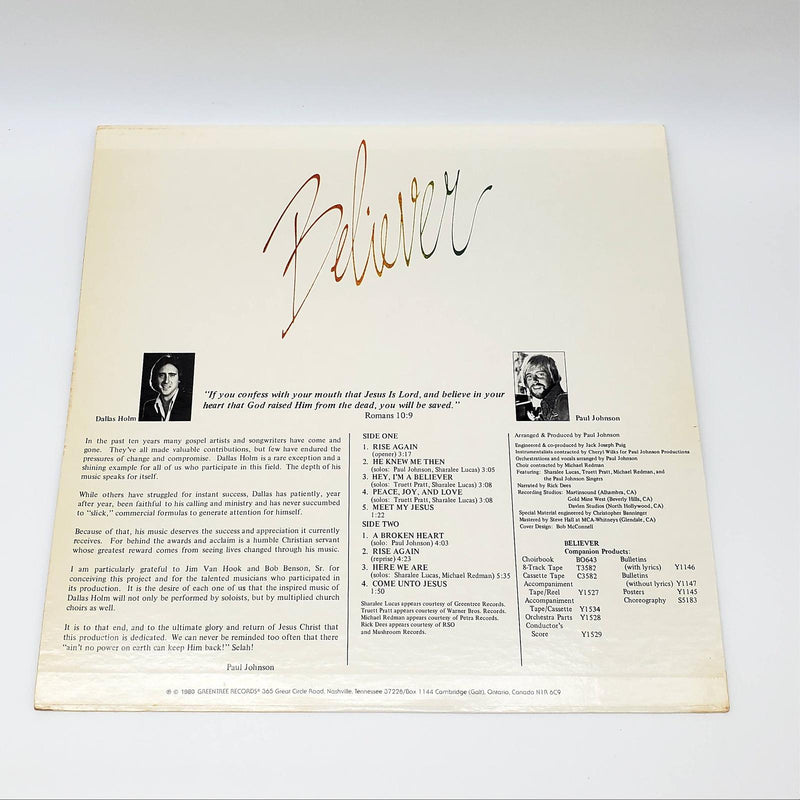 Believer
Dallas Holm
"If you confess with your mouth that Jesus Is Lord, and believe in your
heart that God raised Him from the dead, you will be saved."
Romans 10:9
Paul Johnson
In the past ten years many gospel artists and songwriters have come and
gone. They've all made valuable contributions, but few have endured the
pressures of change and compromise. Dallas Holm is a rare exception and a
shining example for all of us who participate in this field. The depth of his
music speaks for itself.
While others have struggled for instant success, Dallas has patiently, year
after year, been faithful to his calling and ministry and has never succumbed
to "slick," commercial formulas to generate attention for himself.
Because of that, his music deserves the success and appreciation it currently
receives. For behind the awards and acclaim is a humble Christian servant
whose greatest reward comes from seeing lives changed through his music.
I am particularly grateful to Jim Van Hook and Bob Benson, Sr. for
conceiving this project and for the talented musicians who participated in
its production. It is the desire of each one of us that the inspired music of
Dallas Holm will not only be performed by soloists, but by multiplied church
choirs as well.
It is to that end, and to the ultimate glory and return of Jesus Christ that
this production is dedicated. We can never be reminded too often that there
"ain't no power on earth can keep Him back!" Selah!
Paul Johnson
SIDE ONE
1. RISE AGAIN
(opener) 3:17
2. HE KNEW ME THEN
(solos: Paul Johnson, Sharalee Lucas) 3:05
3. HEY, I'M A BELIEVER
(solos: Truett Pratt, Sharalee Lucas) 3:08
4. PEACE, JOY, AND LOVE
(solos: Truett Pratt, Sharalee Lucas) 3:08
5. MEET MY JESUS
1:22
SIDE TWO
1. A BROKEN HEART
(solo: Paul Johnson) 4:03
2. RISE AGAIN
(reprise) 4:23
3. HERE WE ARE
(solos: Sharalee Lucas, Michael Redman) 5:35
4. COME UNTO JESUS
1:50
Sharalee Lucas appears courtesy of Greentree Records.
Truett Pratt appears courtesy of Warner Bros. Records.
Michael Redman appears courtesy of Petra Records.
Rick Dees appears courtesy of RSO
and Mushroom Records.
Arranged & Produced by Paul Johnson
Engineered & co-produced by Jack Joseph Puig
Instrumentalists contracted by Cheryl Wilks for Paul Johnson Productions
Orchestrations and vocals arranged by Paul Johnson
Choir contracted by Michael Redman
Featuring: Sharalee Lucas, Truett Pratt, Michael Redman, and
the Paul Johnson Singers
Narrated by Rick Dees
Recording Studios: Martinsound (Alhambra, CA)
Gold Mine West (Beverly Hills, CA)
Davlen Studios (North Hollywood, CA)
Special Material engineered by Christopher Banninger
Mastered by Steve Hall at MCA-Whitneys (Glendale, CA)
Cover Design: Bob McConnell
BELIEVER
Companion Products:
Choirbook BO643
8-Track Tape T3582
Cassette Tape C3582
Accompaniment
Tape/Reel Y1527
Accompaniment
Tape/Cassette Y1534
Orchestra Parts Y1528
Conductor's
Score Y1529
Bulletins
(with lyrics) Y1146
Bulletins
(without lyrics) Y1147
Posters Y1145
Choreography S5183
℗ © 1980 GREENTREE RECORDS® 365 Great Circle Road, Nashville, Tennessee 37228/Box 1144 Cambridge (Galt), Ontario, Canada N1R 6C9